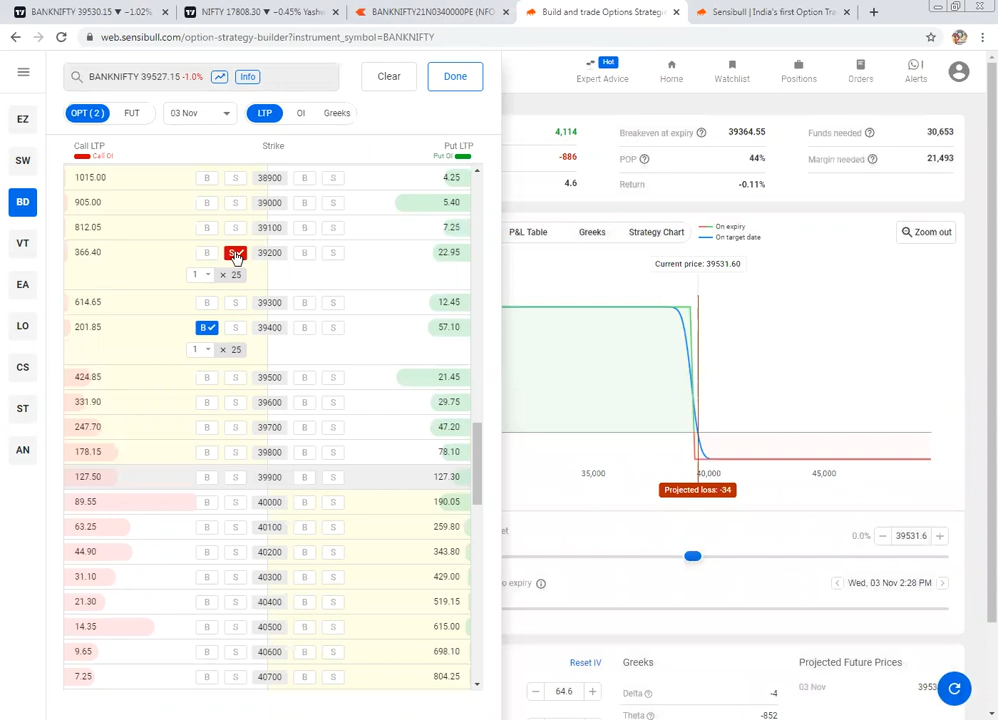 BANKNIFTY 39530.15 ▼ −1.02%
NIFTY 17808.30 ▼ −0.45% Yashw
BANKNIFTY21N0340000PE (NFO
Build and trade Options Strategie
Sensibull | India's first Option Tra
web.sensibull.com/option-strategy-builder?instrument_symbol=BANKNIFTY
BANKNIFTY 39527.15 -1.0% Info
Clear
Done
Hot
Expert Advice
Home
Watchlist
Positions
Orders
Alerts
EZ
SW
BD
VT
EA
LO
CS
ST
AN
OPT ( 2 ) FUT 03 Nov LTP OI Greeks
Call LTP Strike Put LTP
Call OI Put OI
1015.00 B S 38900 B S 4.25
905.00 B S 39000 B S 5.40
812.05 B S 39100 B S 7.25
366.40 B S 39200 B S 22.95
1 × 25
614.65 B S 39300 B S 12.45
201.85 B S 39400 B S 57.10
1 × 25
424.85 B S 39500 B S 21.45
331.90 B S 39600 B S 29.75
247.70 B S 39700 B S 47.20
178.15 B S 39800 B S 78.10
127.50 B S 39900 B S 127.30
89.55 B S 40000 B S 190.05
63.25 B S 40100 B S 259.80
44.90 B S 40200 B S 343.80
31.10 B S 40300 B S 429.00
21.30 B S 40400 B S 519.15
14.35 B S 40500 B S 615.00
9.65 B S 40600 B S 698.10
7.25 B S 40700 B S 804.25
4,114 Breakeven at expiry 39364.55 Funds needed 30,653
-886 POP 44% Margin needed 21,493
4.6 Return -0.11%
P&L Table Greeks Strategy Chart
On expiry
On target date
Zoom out
Current price: 39531.60
35,000 40,000 45,000
Projected loss: -34
et 0.0% − 39531.6 +
o expiry Wed, 03 Nov 2:28 PM
Reset IV Greeks Projected Future Prices
− 64.6 + Delta -4 03 Nov 3953
Theta -852